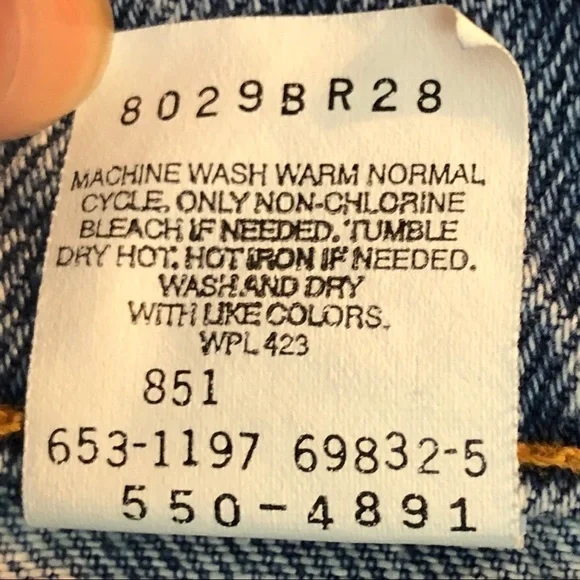 8029BR28
MACHINE WASH WARM NORMAL
CYCLE, ONLY NON-CHLORINE
BLEACH IF NEEDED. TUMBLE
DRY HOT. HOT IRON IF NEEDED.
WASH AND DRY
WITH LIKE COLORS.
WPL 423
851
653-1197 69832-5
550-4891